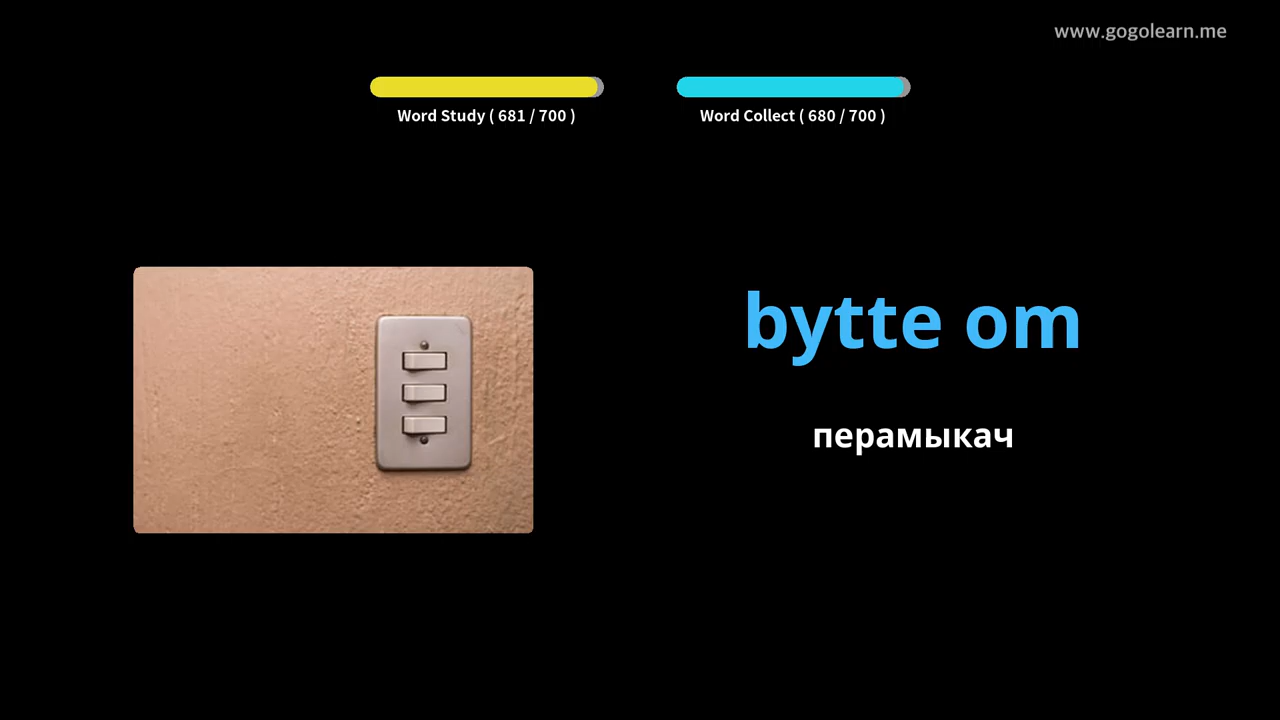 www.gogolearn.me
Word Study ( 681 / 700 )
Word Collect ( 680 / 700 )
bytte om
перамыкач